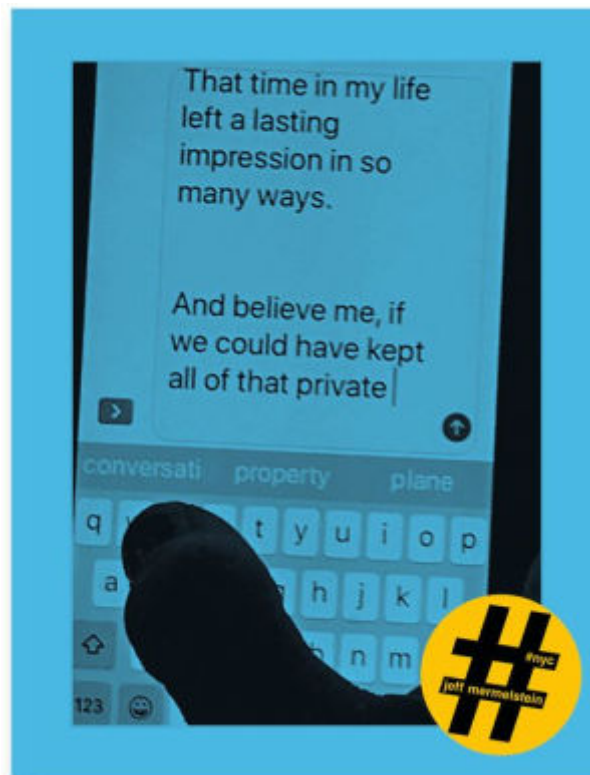 That time in my life
left a lasting
impression in so
many ways.
And believe me, if
we could have kept
all of that private
conversati property plane
q t y u i o p
a h j k l
n m
123
#nyc
jeff mermelstein